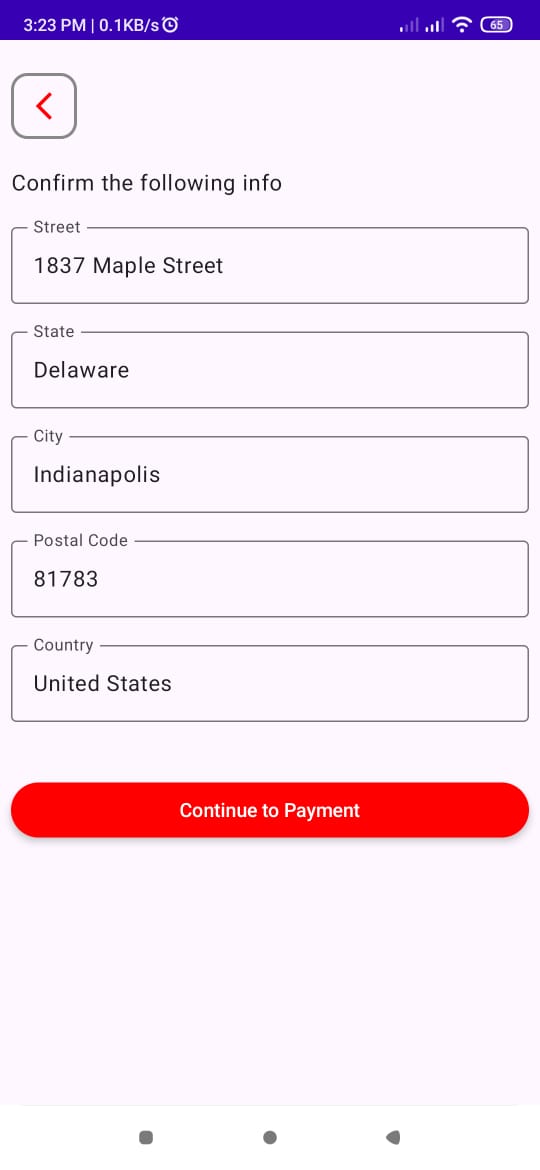 3:23 PM | 0.1KB/s
65
Confirm the following info
Street
1837 Maple Street
State
Delaware
City
Indianapolis
Postal Code
81783
Country
United States
Continue to Payment